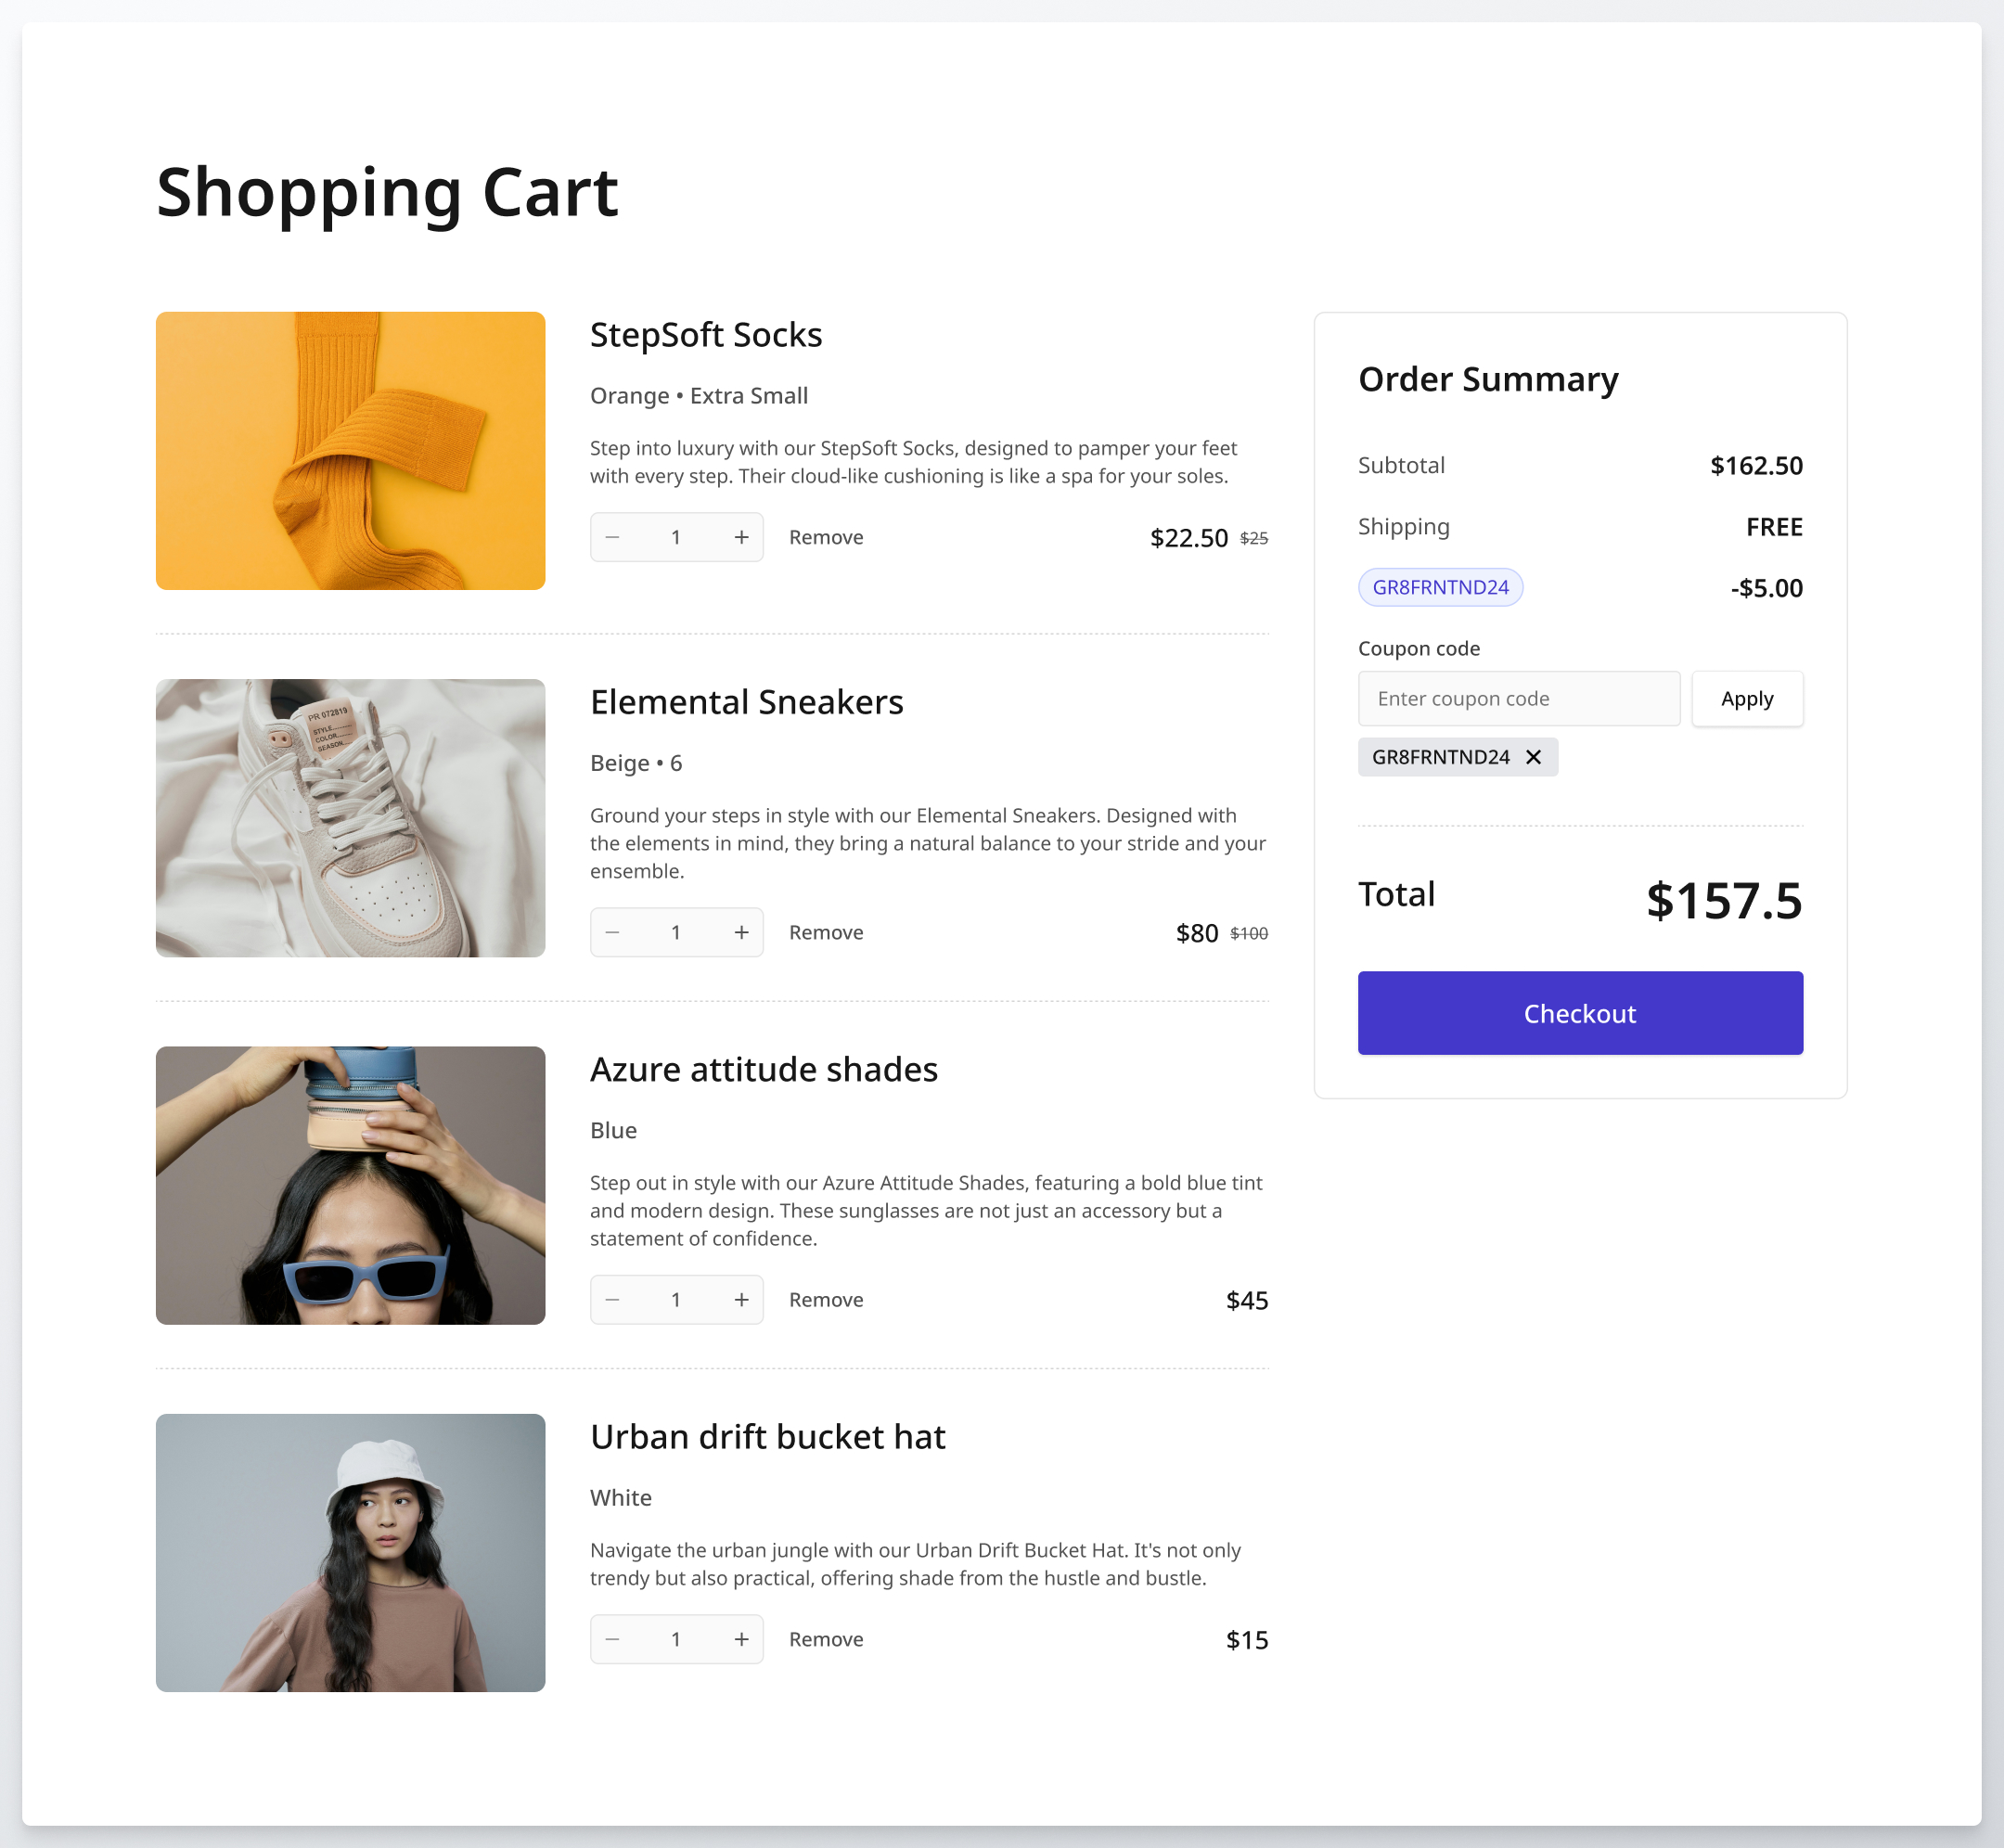 Shopping Cart
StepSoft Socks
Orange • Extra Small
Step into luxury with our StepSoft Socks, designed to pamper your feet
with every step. Their cloud-like cushioning is like a spa for your soles.
− 1 + Remove $22.50 $25
PR 072819
STYLE
COLOR
SEASON
Elemental Sneakers
Beige • 6
Ground your steps in style with our Elemental Sneakers. Designed with
the elements in mind, they bring a natural balance to your stride and your
ensemble.
− 1 + Remove $80 $100
Azure attitude shades
Blue
Step out in style with our Azure Attitude Shades, featuring a bold blue tint
and modern design. These sunglasses are not just an accessory but a
statement of confidence.
− 1 + Remove $45
Urban drift bucket hat
White
Navigate the urban jungle with our Urban Drift Bucket Hat. It's not only
trendy but also practical, offering shade from the hustle and bustle.
− 1 + Remove $15
Order Summary
Subtotal $162.50
Shipping FREE
GR8FRNTND24 -$5.00
Coupon code
Enter coupon code Apply
GR8FRNTND24 ✕
Total $157.5
Checkout